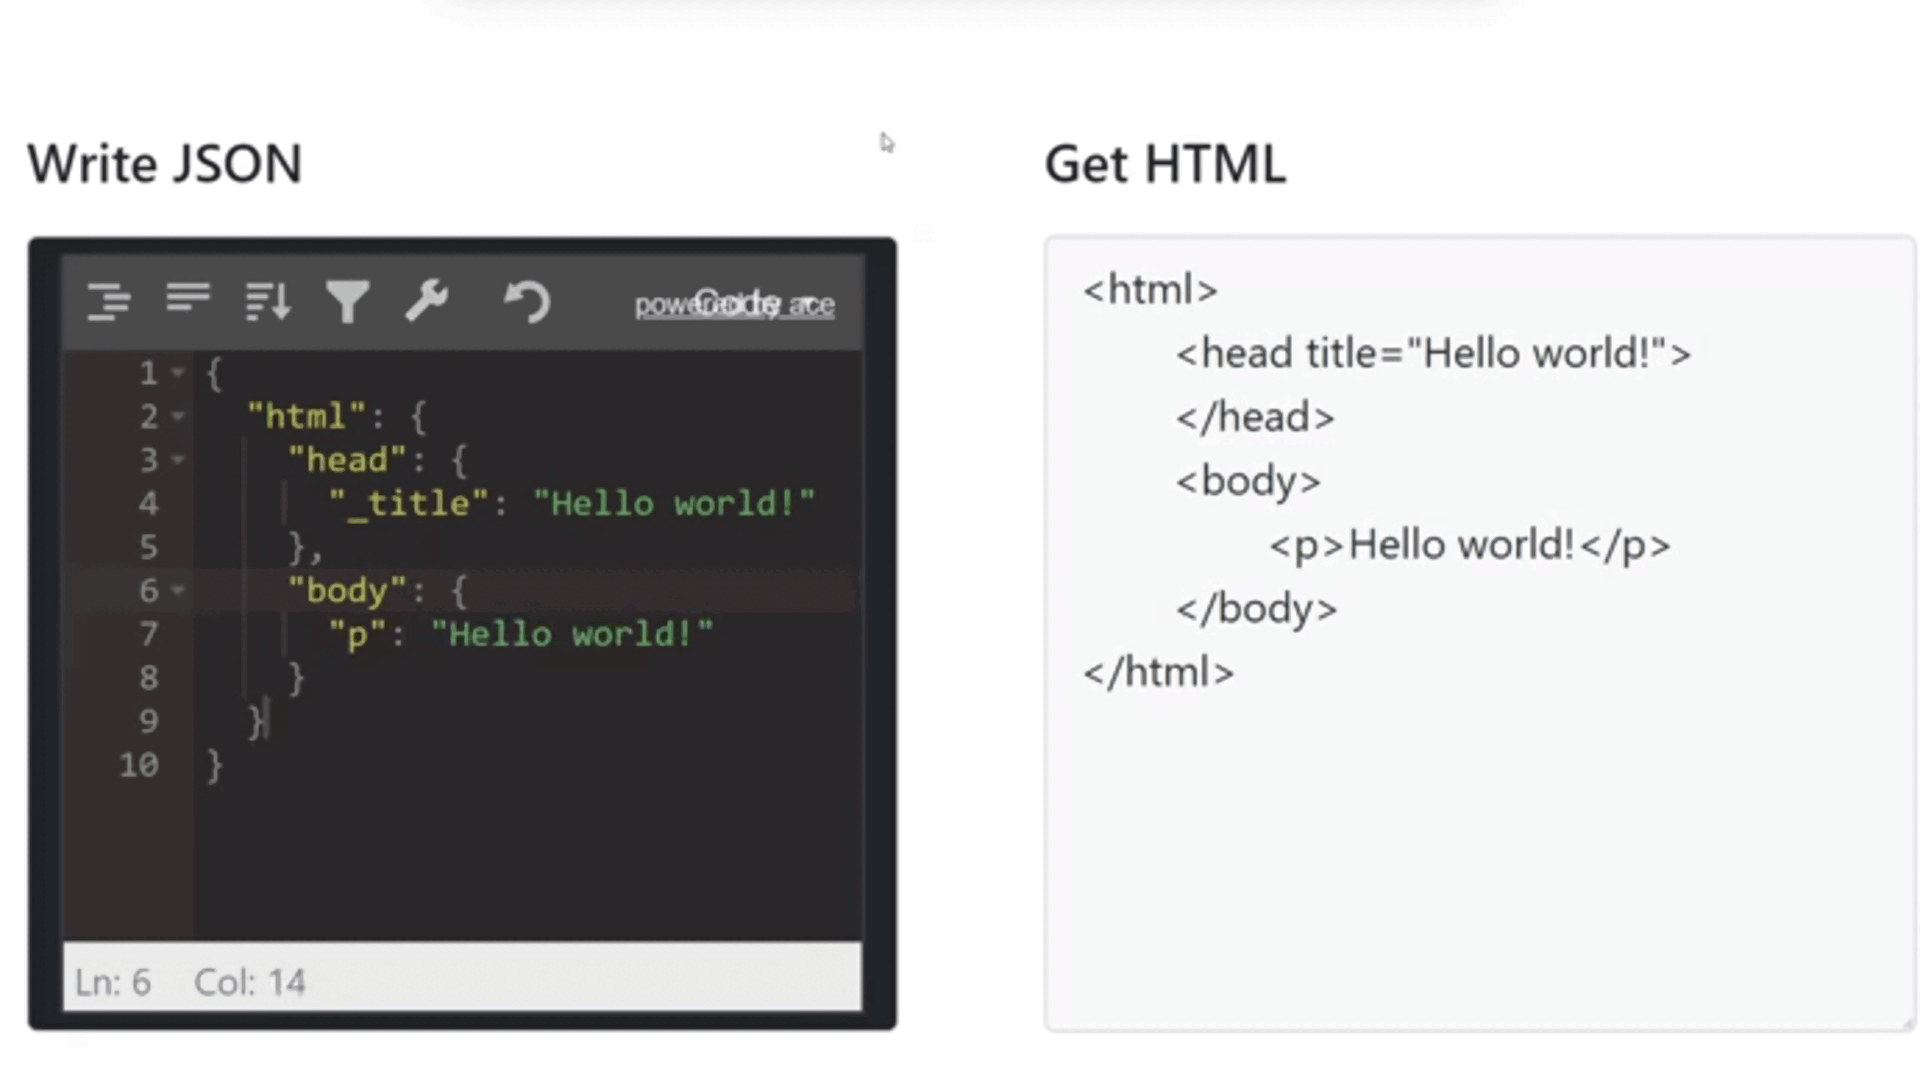 Write JSON
powered by ace
Code
1 {
2 "html": {
3 "head": {
4 "_title": "Hello world!"
5 },
6 "body": {
7 "p": "Hello world!"
8 }
9 }
10 }
Ln: 6 Col: 14
Get HTML
<html>
<head title="Hello world!">
</head>
<body>
<p>Hello world!</p>
</body>
</html>